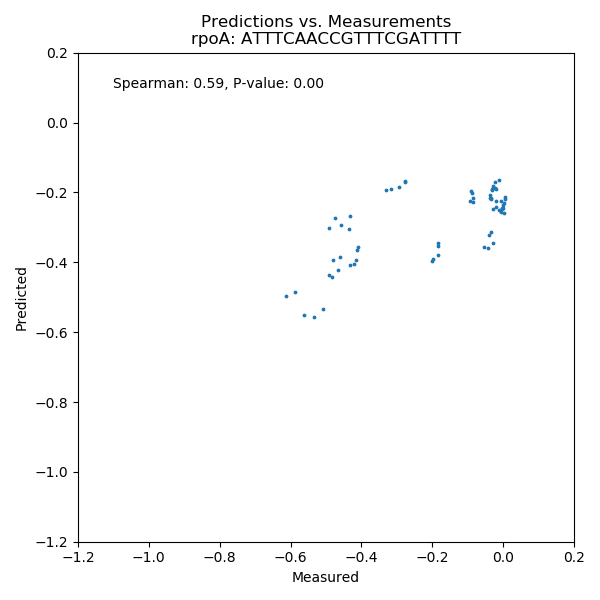 Predictions vs. Measurements
rpoA: ATTTCAACCGTTTCGATTTT
Spearman: 0.59, P-value: 0.00
0.2
0.0
−0.2
−0.4
−0.6
−0.8
−1.0
−1.2
Predicted
−1.2 −1.0 −0.8 −0.6 −0.4 −0.2 0.0 0.2
Measured